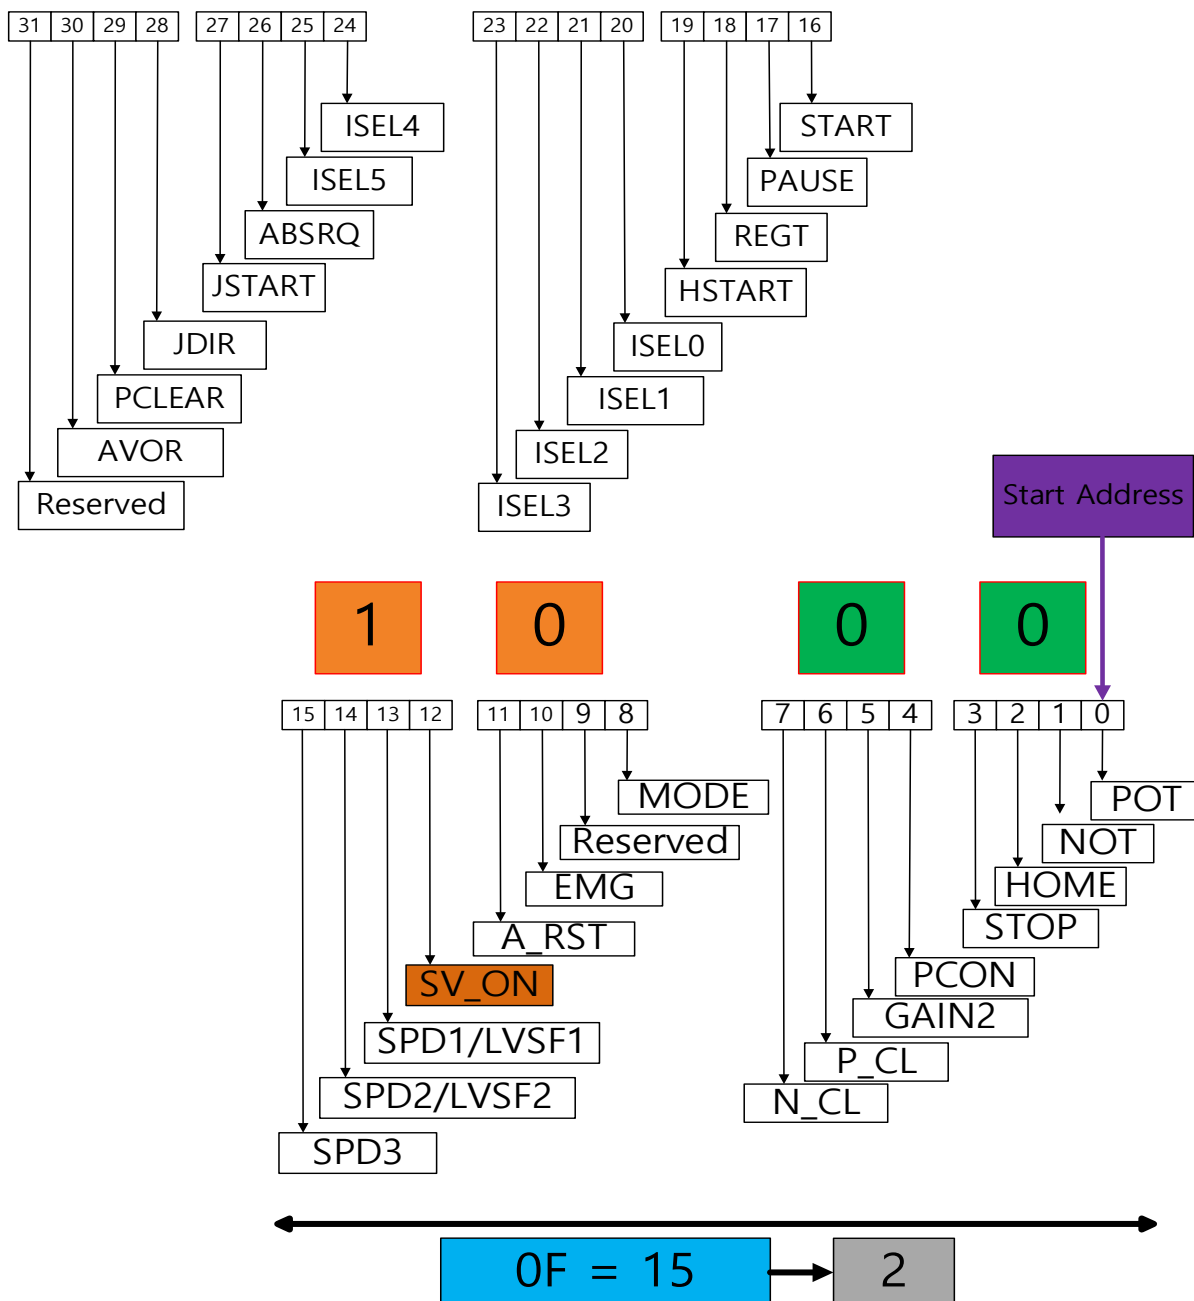 31 30 29 28 27 26 25 24 23 22 21 20 19 18 17 16
ISEL4
START
ISEL5
PAUSE
ABSRQ
REGT
JSTART
HSTART
JDIR
ISEL0
PCLEAR
ISEL1
AVOR
ISEL2
Reserved
ISEL3
Start Address
1 0 0 0
15 14 13 12 11 10 9 8 7 6 5 4 3 2 1 0
MODE
POT
Reserved
NOT
EMG
HOME
A_RST
STOP
SV_ON
PCON
SPD1/LVSF1
GAIN2
SPD2/LVSF2
P_CL
SPD3
N_CL
0F = 15
2